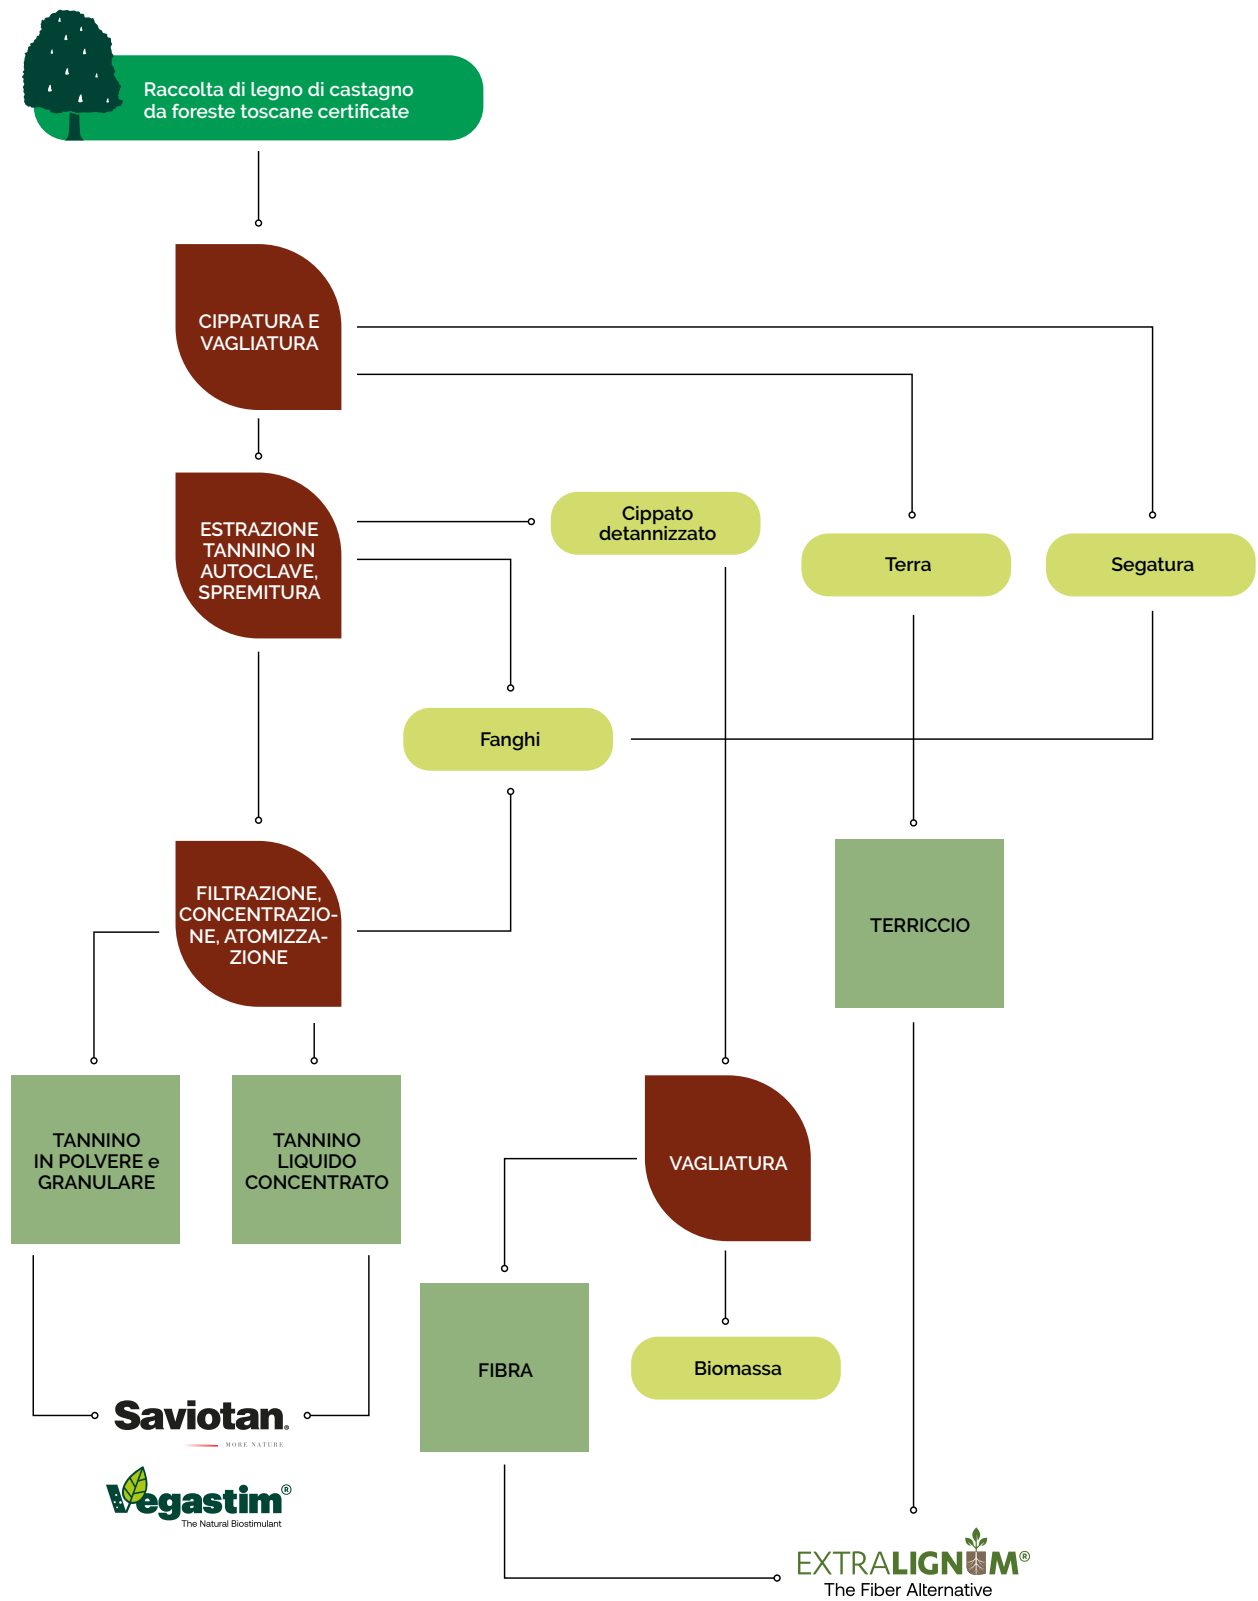 Raccolta di legno di castagno
da foreste toscane certificate
CIPPATURA E
VAGLIATURA
ESTRAZIONE
TANNINO IN
AUTOCLAVE,
SPREMITURA
Cippato
detannizzato
Terra
Segatura
Fanghi
FILTRAZIONE,
CONCENTRAZIO-
NE, ATOMIZZA-
ZIONE
TERRICCIO
TANNINO
IN POLVERE e
GRANULARE
TANNINO
LIQUIDO
CONCENTRATO
VAGLIATURA
FIBRA
Biomassa
Saviotan®
MORE NATURE
Vegastim®
The Natural Biostimulant
EXTRALIGNUM®
The Fiber Alternative